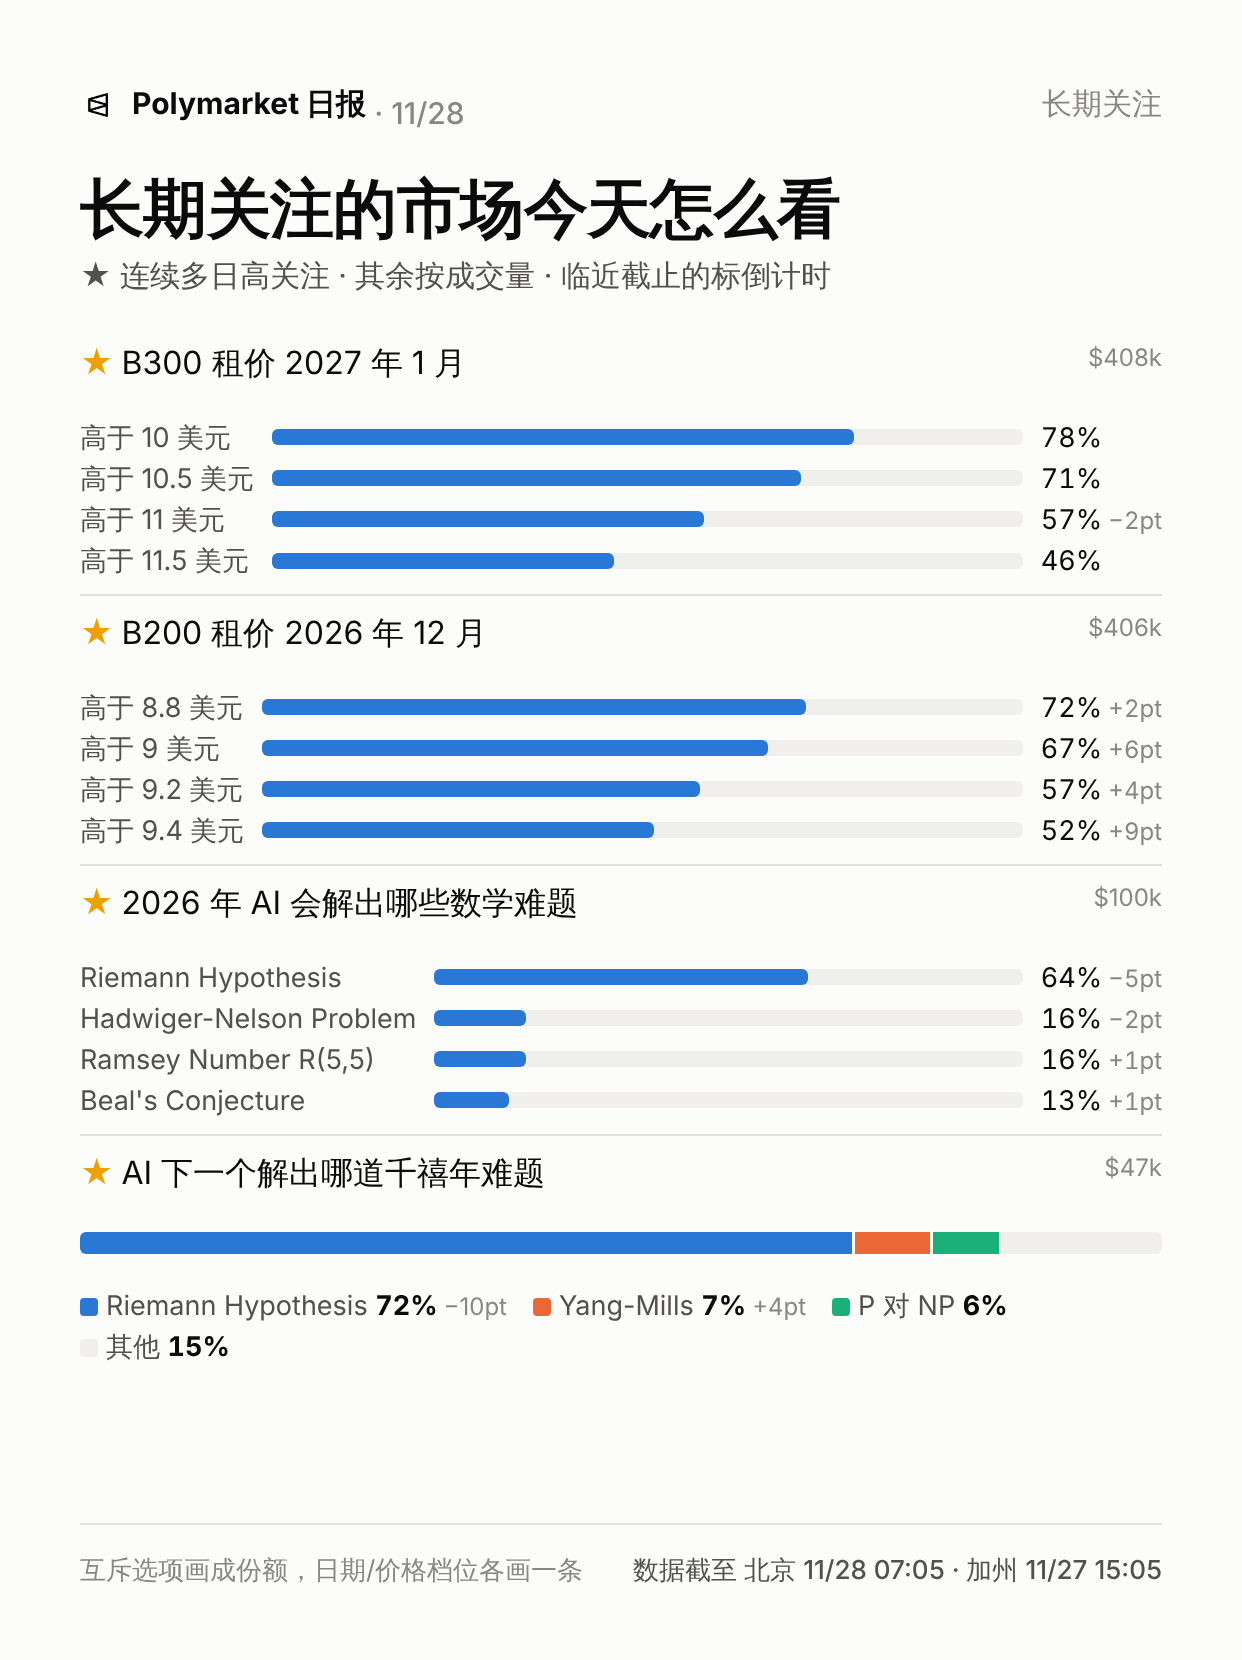 Polymarket 日报 · 11/28 长期关注
长期关注的市场今天怎么看
★ 连续多日高关注 · 其余按成交量 · 临近截止的标倒计时
★ B300 租价 2027 年 1 月 $408k
高于 10 美元 78%
高于 10.5 美元 71%
高于 11 美元 57% −2pt
高于 11.5 美元 46%
★ B200 租价 2026 年 12 月 $406k
高于 8.8 美元 72% +2pt
高于 9 美元 67% +6pt
高于 9.2 美元 57% +4pt
高于 9.4 美元 52% +9pt
★ 2026 年 AI 会解出哪些数学难题 $100k
Riemann Hypothesis 64% −5pt
Hadwiger-Nelson Problem 16% −2pt
Ramsey Number R(5,5) 16% +1pt
Beal's Conjecture 13% +1pt
★ AI 下一个解出哪道千禧年难题 $47k
Riemann Hypothesis 72% −10pt Yang-Mills 7% +4pt P 对 NP 6%
其他 15%
互斥选项画成份额，日期/价格档位各画一条 数据截至 北京 11/28 07:05 · 加州 11/27 15:05